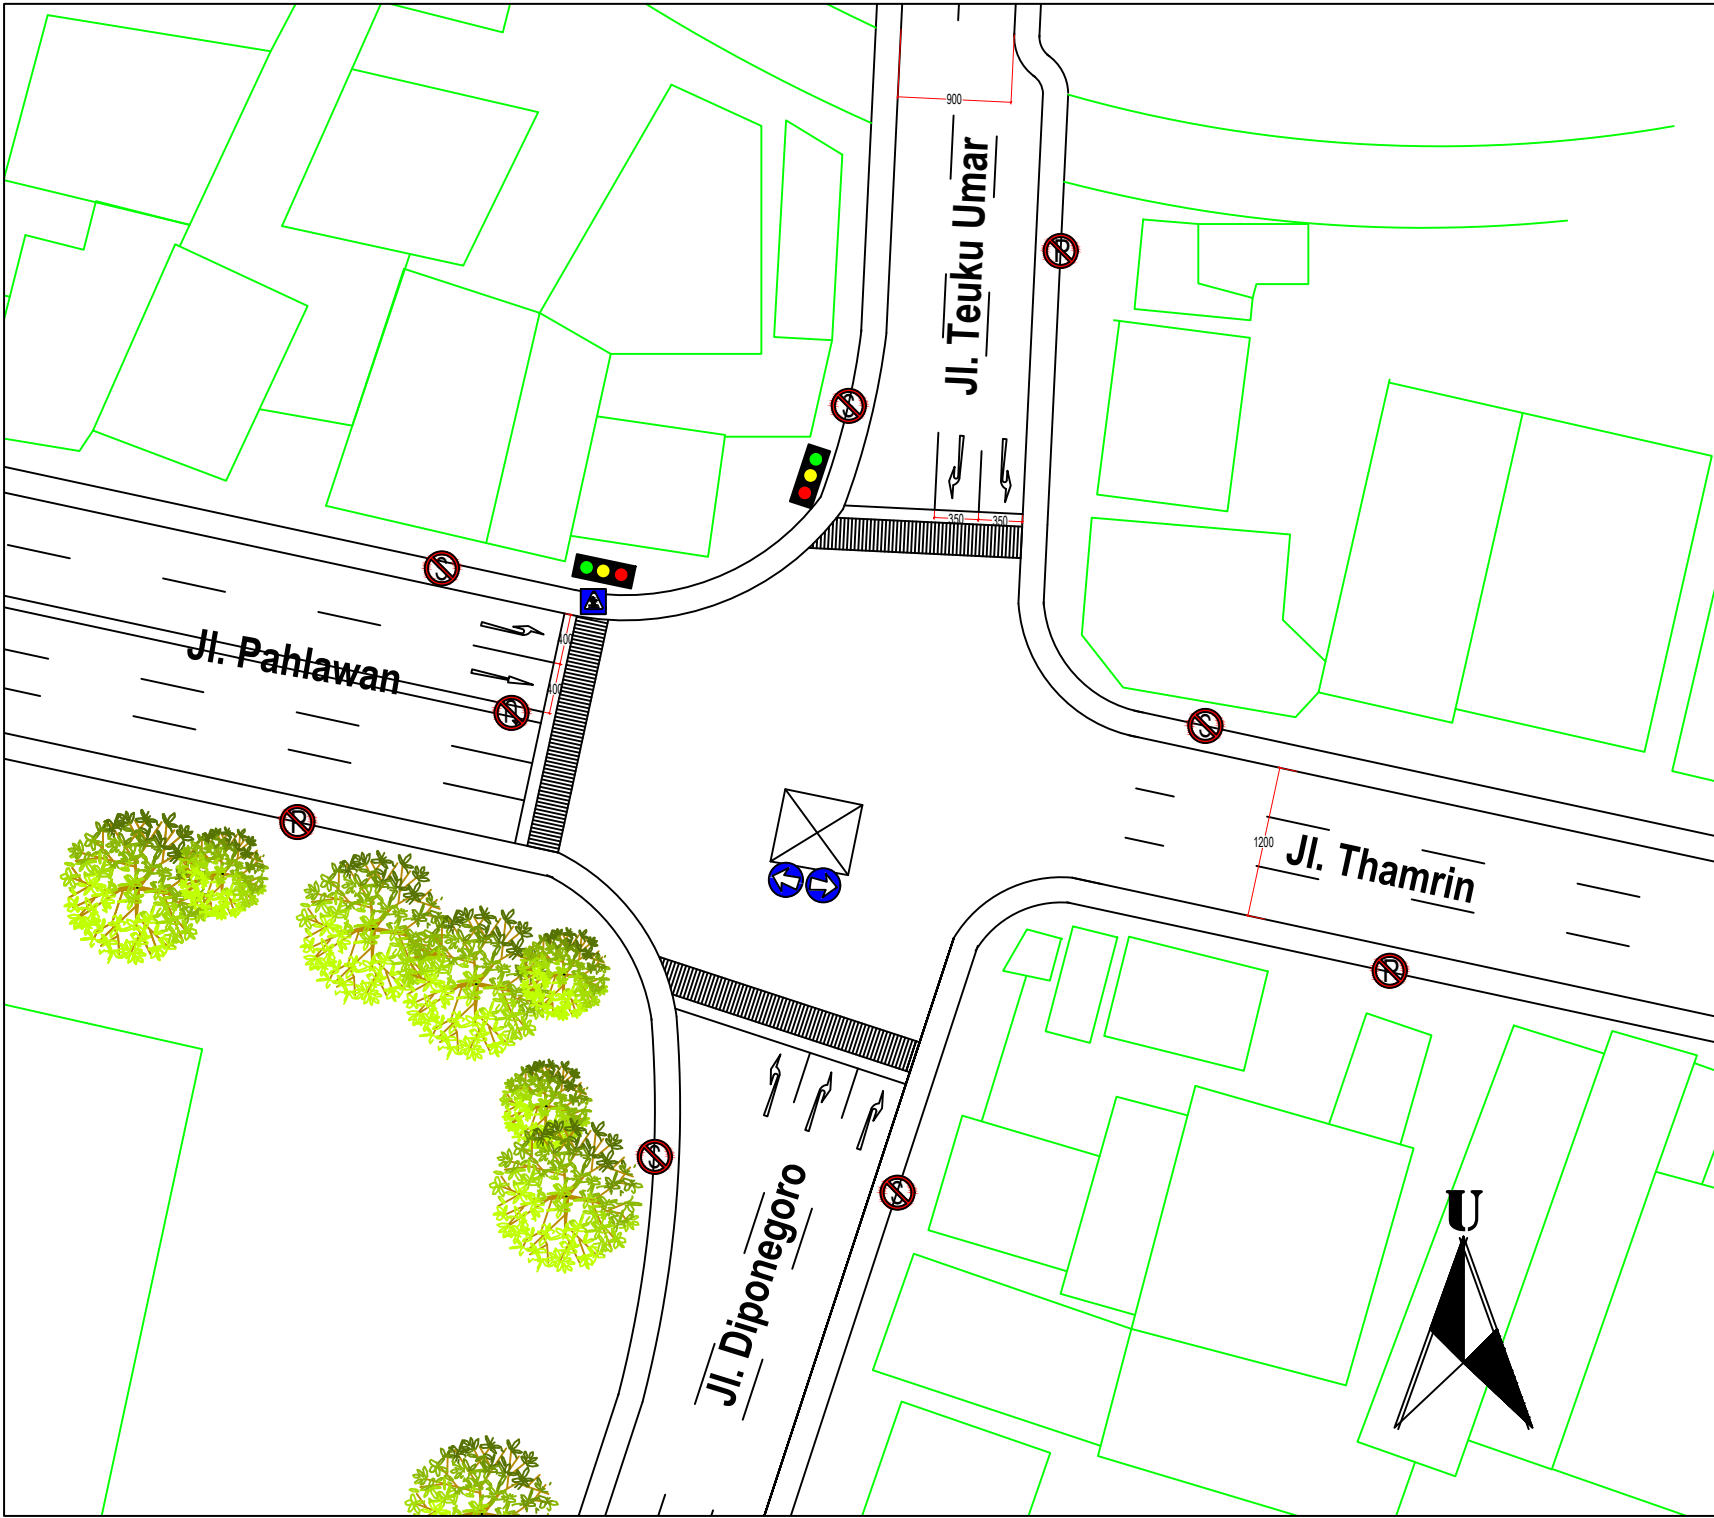 900
Jl. Teuku Umar
P
S
350
350
S
400
Jl. Pahlawan
400
P
S
P
1200
Jl. Thamrin
P
S
S
Jl. Diponegoro
U